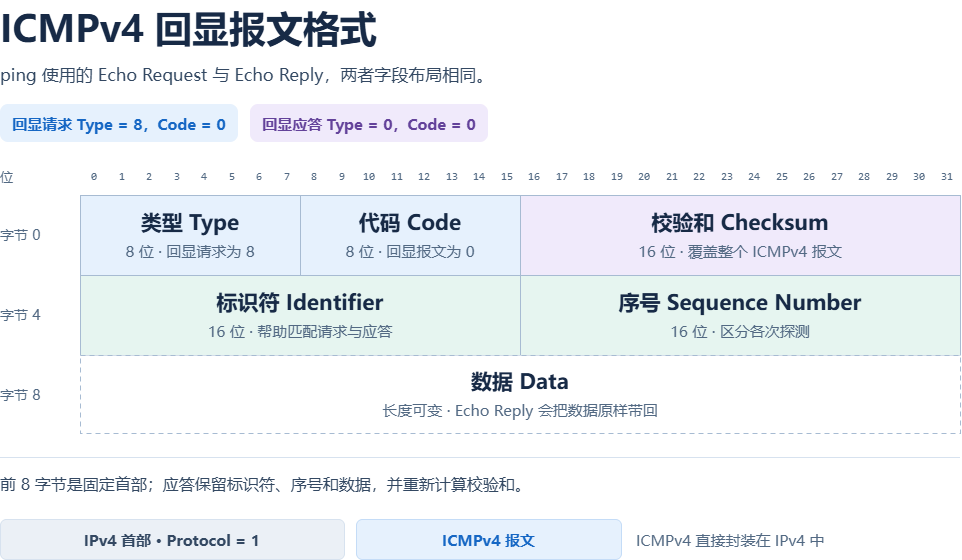 ICMPv4 回显报文格式
ping 使用的 Echo Request 与 Echo Reply，两者字段布局相同。
回显请求 Type = 8，Code = 0
回显应答 Type = 0，Code = 0
位 0 1 2 3 4 5 6 7 8 9 10 11 12 13 14 15 16 17 18 19 20 21 22 23 24 25 26 27 28 29 30 31
字节 0
类型 Type
8 位 · 回显请求为 8
代码 Code
8 位 · 回显报文为 0
校验和 Checksum
16 位 · 覆盖整个 ICMPv4 报文
字节 4
标识符 Identifier
16 位 · 帮助匹配请求与应答
序号 Sequence Number
16 位 · 区分各次探测
字节 8
数据 Data
长度可变 · Echo Reply 会把数据原样带回
前 8 字节是固定首部；应答保留标识符、序号和数据，并重新计算校验和。
IPv4 首部 · Protocol = 1
ICMPv4 报文
ICMPv4 直接封装在 IPv4 中